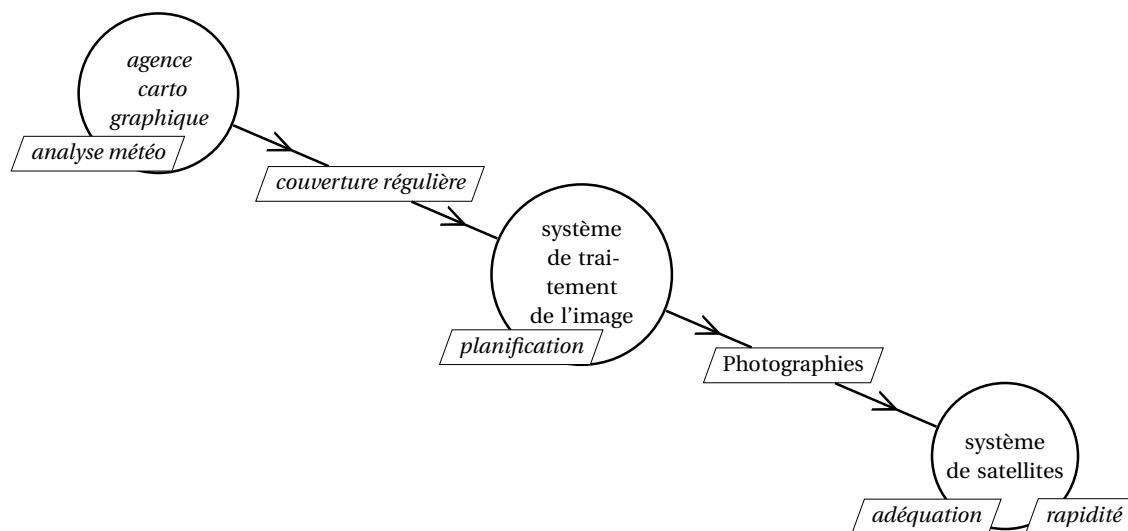 agence
carto
graphique
analyse météo
couverture régulière
système
de trai-
tement
de l'image
planification
Photographies
système
de satellites
adéquation
rapidité